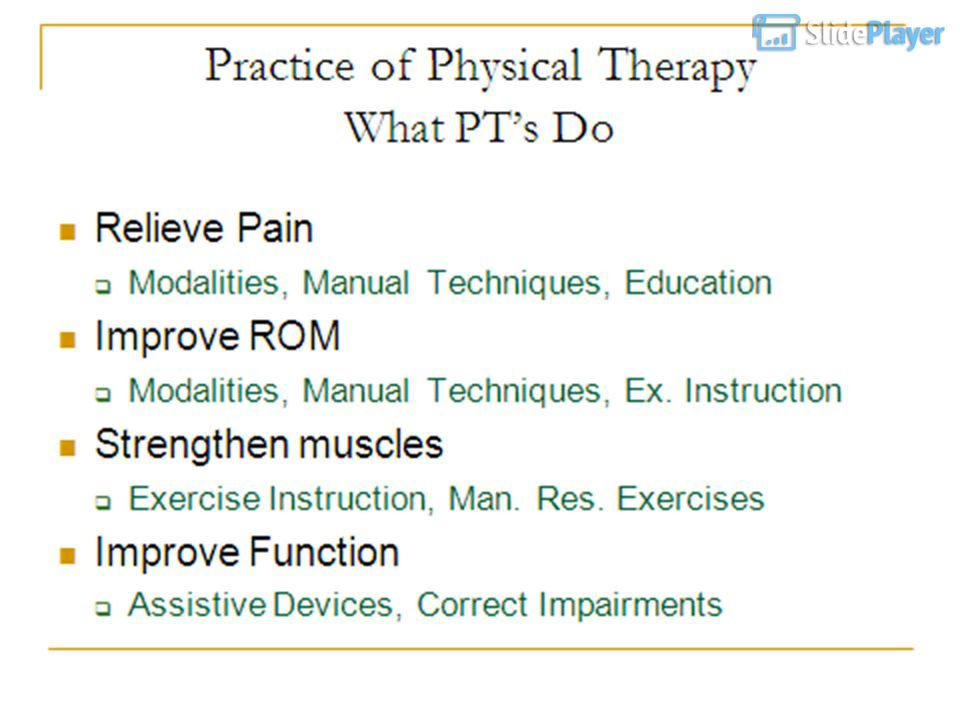 SlidePlayer
Practice of Physical Therapy
What PT's Do
Relieve Pain
Modalities, Manual Techniques, Education
Improve ROM
Modalities, Manual Techniques, Ex. Instruction
Strengthen muscles
Exercise Instruction, Man. Res. Exercises
Improve Function
Assistive Devices, Correct Impairments